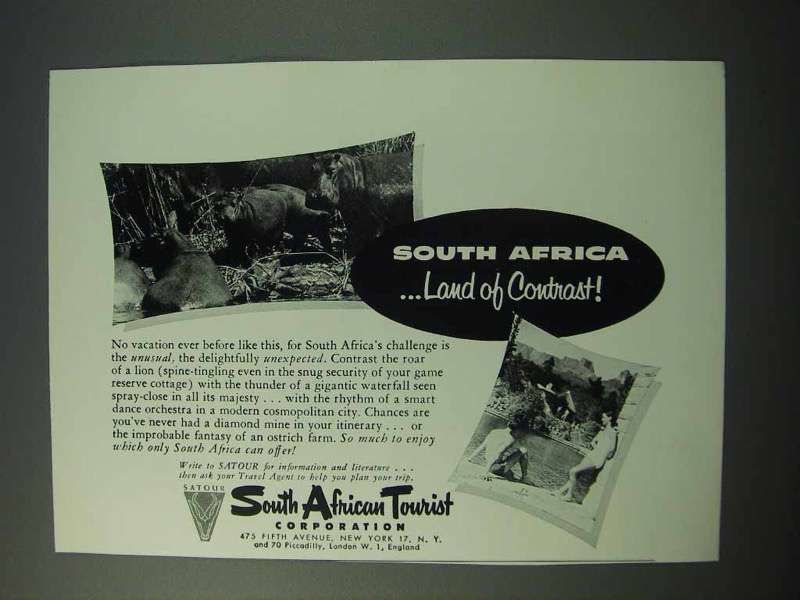 SOUTH AFRICA
...Land of Contrast!
No vacation ever before like this, for South Africa's challenge is
the unusual, the delightfully unexpected. Contrast the roar
of a lion (spine-tingling even in the snug security of your game
reserve cottage) with the thunder of a gigantic waterfall seen
spray-close in all its majesty . . . with the rhythm of a smart
dance orchestra in a modern cosmopolitan city. Chances are
you've never had a diamond mine in your itinerary . . . or
the improbable fantasy of an ostrich farm. So much to enjoy
which only South Africa can offer!
Write to SATOUR for information and literature . . .
then ask your Travel Agent to help you plan your trip.
SATOUR
South African Tourist
CORPORATION
475 FIFTH AVENUE, NEW YORK 17, N. Y.
and 70 Piccadilly, London W. 1, England